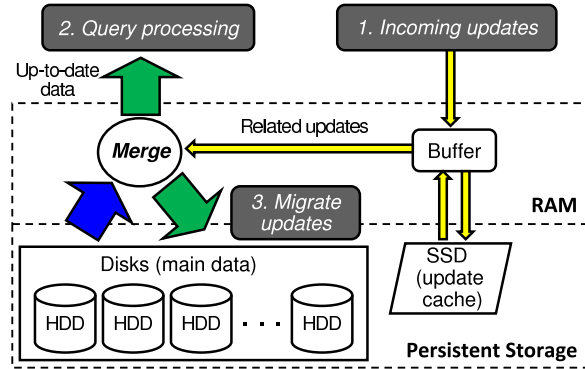 2. Query processing
1. Incoming updates
Up-to-date
data
Related updates
Merge
Buffer
3. Migrate
updates
RAM
Disks (main data)
SSD
(update
cache)
HDD HDD HDD . . . HDD
Persistent Storage